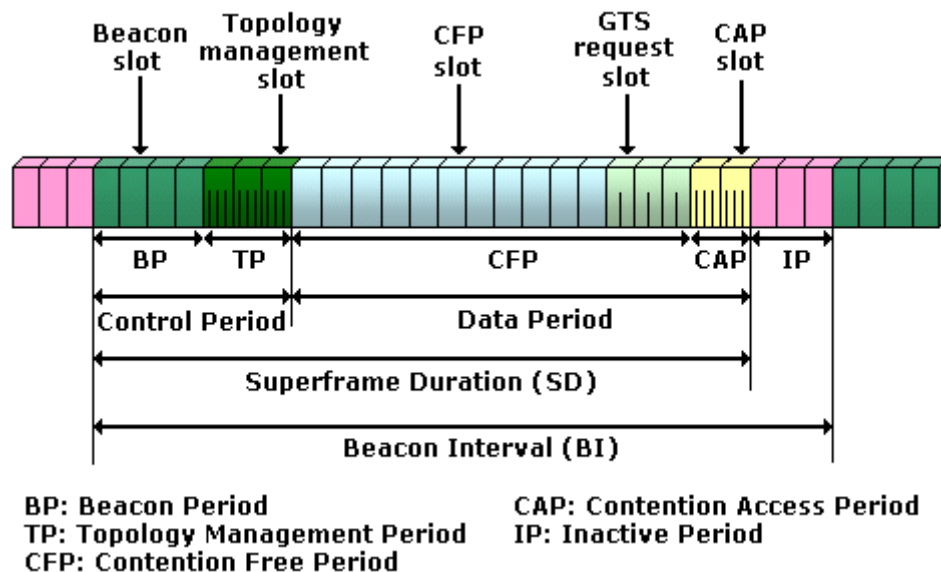 Beacon
slot
Topology
management
slot
CFP
slot
GTS
request
slot
CAP
slot
BP
TP
CFP
CAP
IP
Control Period
Data Period
Superframe Duration (SD)
Beacon Interval (BI)
BP: Beacon Period
TP: Topology Management Period
CFP: Contention Free Period
CAP: Contention Access Period
IP: Inactive Period